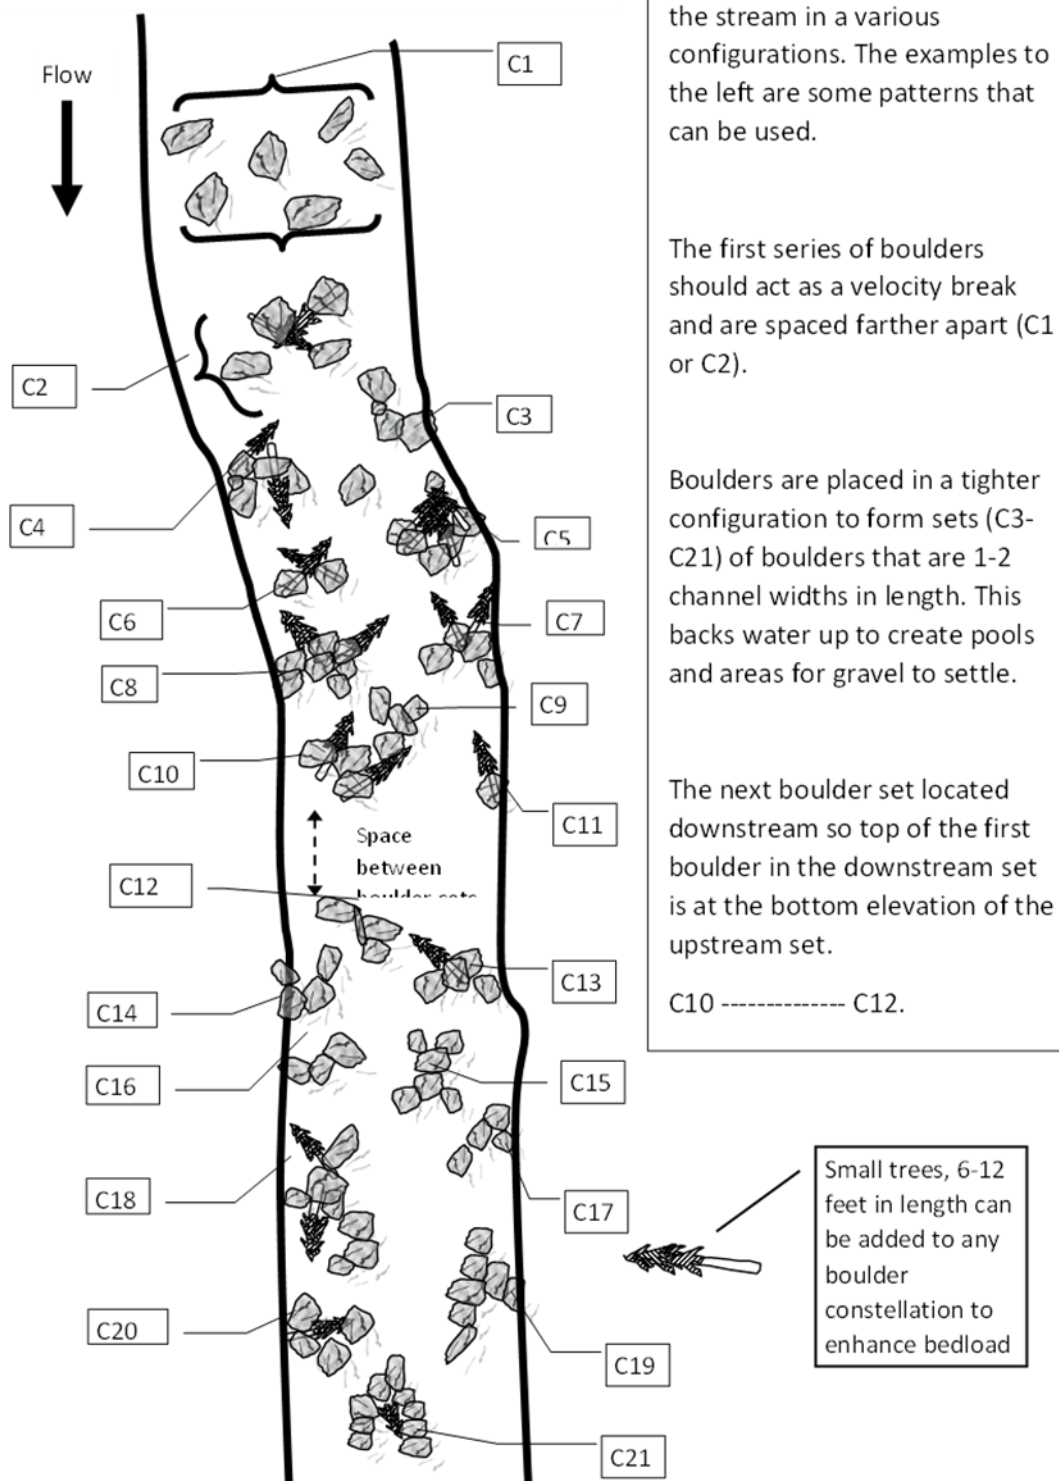 the stream in a various
configurations. The examples to
the left are some patterns that
can be used.
The first series of boulders
should act as a velocity break
and are spaced farther apart (C1
or C2).
Boulders are placed in a tighter
configuration to form sets (C3-
C21) of boulders that are 1-2
channel widths in length. This
backs water up to create pools
and areas for gravel to settle.
The next boulder set located
downstream so top of the first
boulder in the downstream set
is at the bottom elevation of the
upstream set.
C10 -------------- C12.
Flow
C1
C2
C3
C4
C5
C6
C7
C8
C9
C10
C11
Space
between
boulder sets
C12
C13
C14
C16
C15
C18
C17
C20
C19
C21
Small trees, 6-12
feet in length can
be added to any
boulder
constellation to
enhance bedload